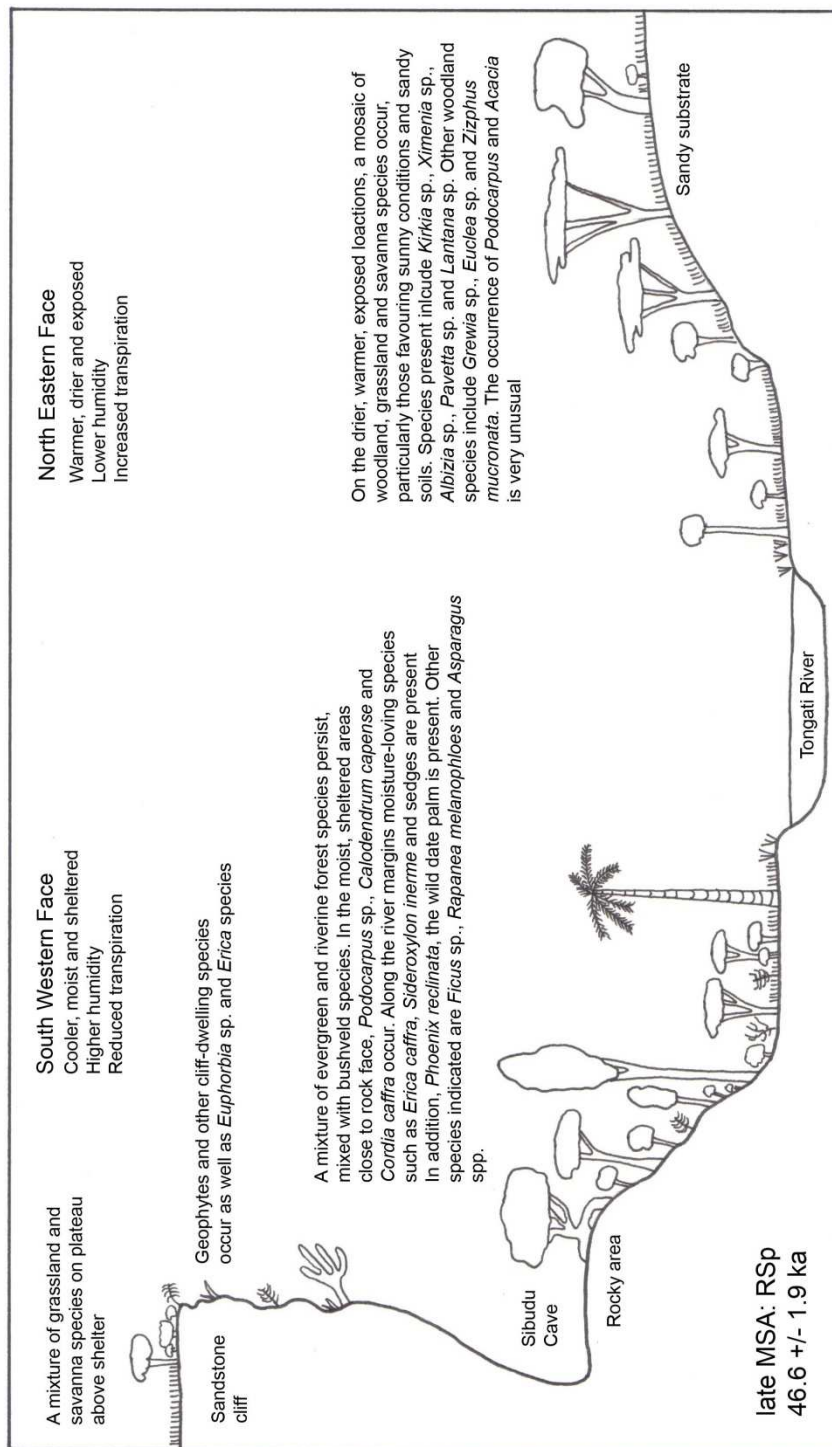 A mixture of grassland and
savanna species on plateau
above shelter
South Western Face
Cooler, moist and sheltered
Higher humidity
Reduced transpiration
North Eastern Face
Warmer, drier and exposed
Lower humidity
Increased transpiration
Geophytes and other cliff-dwelling species
occur as well as Euphorbia sp. and Erica species
Sandstone
cliff
A mixture of evergreen and riverine forest species persist,
mixed with bushveld species. In the moist, sheltered areas
close to rock face, Podocarpus sp., Calodendrum capense and
Cordia caffra occur. Along the river margins moisture-loving species
such as Erica caffra, Sideroxylon inerme and sedges are present
In addition, Phoenix reclinata, the wild date palm is present. Other
species indicated are Ficus sp., Rapanea melanophloes and Asparagus
spp.
On the drier, warmer, exposed loactions, a mosaic of
woodland, grassland and savanna species occur,
particularly those favouring sunny conditions and sandy
soils. Species present inlcude Kirkia sp., Ximenia sp.,
Albizia sp., Pavetta sp. and Lantana sp. Other woodland
species include Grewia sp., Euclea sp. and Zizphus
mucronata. The occurrence of Podocarpus and Acacia
is very unusual
Sibudu
Cave
Rocky area
Tongati River
Sandy substrate
late MSA: RSp
46.6 +/- 1.9 ka